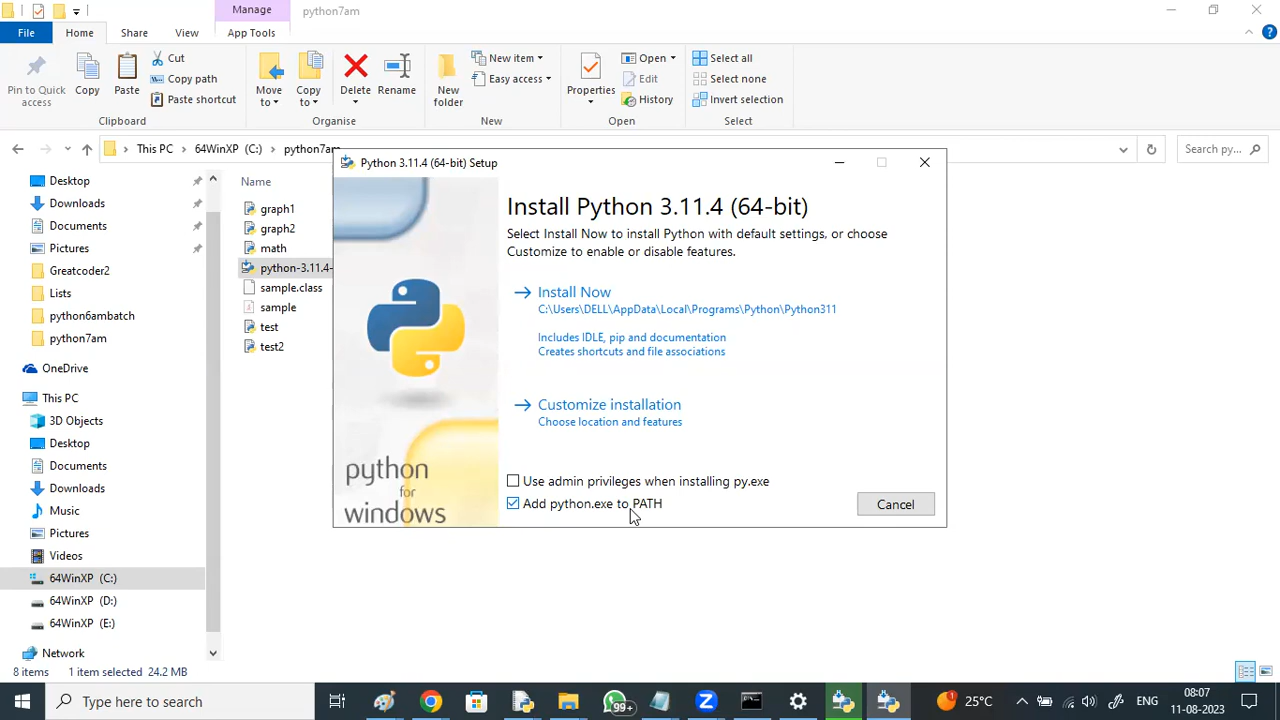 Manage
python7am
File
Home
Share
View
App Tools
Pin to Quick access
Copy
Paste
Cut
Copy path
Paste shortcut
Clipboard
Move to
Copy to
Delete
Rename
Organise
New folder
New item
Easy access
New
Properties
Open
Edit
History
Open
Select all
Select none
Invert selection
Select
This PC > 64WinXP (C:) > python7am
Search py...
Desktop
Downloads
Documents
Pictures
Greatcoder2
Lists
python6ambatch
python7am
OneDrive
This PC
3D Objects
Desktop
Documents
Downloads
Music
Pictures
Videos
64WinXP (C:)
64WinXP (D:)
64WinXP (E:)
Network
Name
graph1
graph2
math
python-3.11.4-
sample.class
sample
test
test2
Python 3.11.4 (64-bit) Setup
Install Python 3.11.4 (64-bit)
Select Install Now to install Python with default settings, or choose
Customize to enable or disable features.
Install Now
C:\Users\DELL\AppData\Local\Programs\Python\Python311
Includes IDLE, pip and documentation
Creates shortcuts and file associations
Customize installation
Choose location and features
python
for
windows
Use admin privileges when installing py.exe
Add python.exe to PATH
Cancel
8 items
1 item selected 24.2 MB
Type here to search
99+
1
25°C
ENG
08:07
11-08-2023